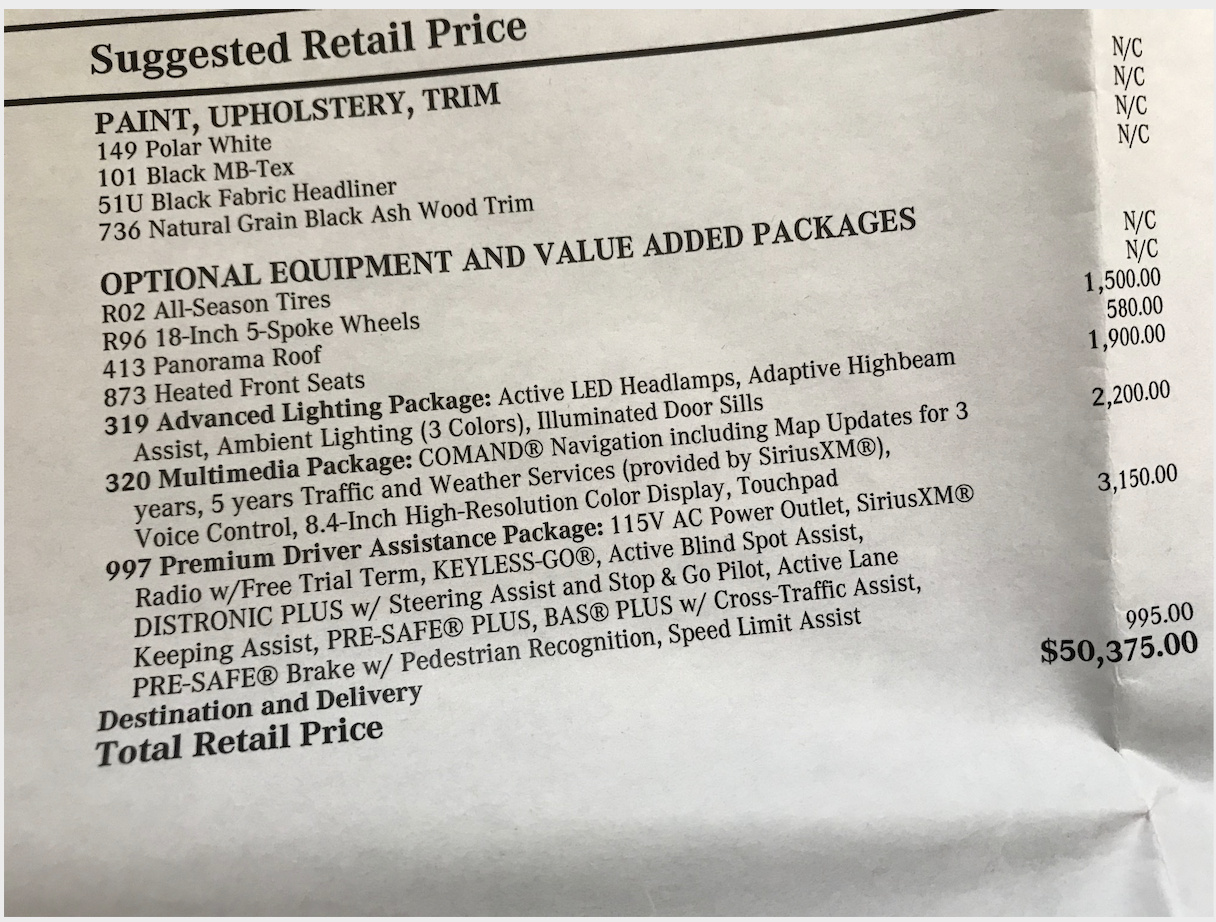 Suggested Retail Price
PAINT, UPHOLSTERY, TRIM
149 Polar White N/C
101 Black MB-Tex N/C
51U Black Fabric Headliner N/C
736 Natural Grain Black Ash Wood Trim N/C
OPTIONAL EQUIPMENT AND VALUE ADDED PACKAGES
R02 All-Season Tires N/C
R96 18-Inch 5-Spoke Wheels N/C
413 Panorama Roof 1,500.00
873 Heated Front Seats 580.00
319 Advanced Lighting Package: Active LED Headlamps, Adaptive Highbeam 1,900.00
Assist, Ambient Lighting (3 Colors), Illuminated Door Sills
320 Multimedia Package: COMAND® Navigation including Map Updates for 3 2,200.00
years, 5 years Traffic and Weather Services (provided by SiriusXM®),
Voice Control, 8.4-Inch High-Resolution Color Display, Touchpad
997 Premium Driver Assistance Package: 115V AC Power Outlet, SiriusXM® 3,150.00
Radio w/Free Trial Term, KEYLESS-GO®, Active Blind Spot Assist,
DISTRONIC PLUS w/ Steering Assist and Stop & Go Pilot, Active Lane
Keeping Assist, PRE-SAFE® PLUS, BAS® PLUS w/ Cross-Traffic Assist,
PRE-SAFE® Brake w/ Pedestrian Recognition, Speed Limit Assist
Destination and Delivery 995.00
Total Retail Price $50,375.00